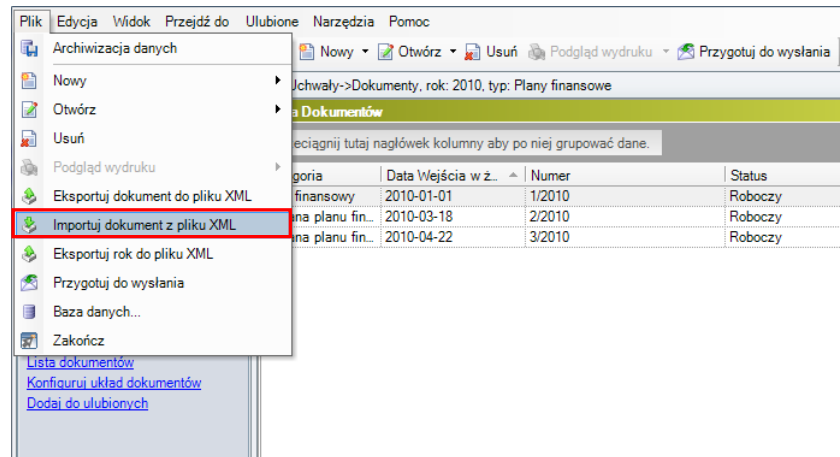 Plik Edycja Widok Przejdź do Ulubione Narzędzia Pomoc
Nowy Otwórz Usuń Podgląd wydruku Przygotuj do wysłania
Archiwizacja danych
Nowy
Otwórz
Usuń
Podgląd wydruku
Eksportuj dokument do pliku XML
Importuj dokument z pliku XML
Eksportuj rok do pliku XML
Przygotuj do wysłania
Baza danych...
Zakończ
Lista dokumentów
Konfiguruj układ dokumentów
Dodaj do ulubionych
Uchwały->Dokumenty, rok: 2010, typ: Plany finansowe
a Dokumentów
eciągnij tutaj nagłówek kolumny aby po niej grupować dane.
goria Data Wejścia w ż... Numer Status
finansowy 2010-01-01 1/2010 Roboczy
ana planu fin... 2010-03-18 2/2010 Roboczy
ana planu fin... 2010-04-22 3/2010 Roboczy